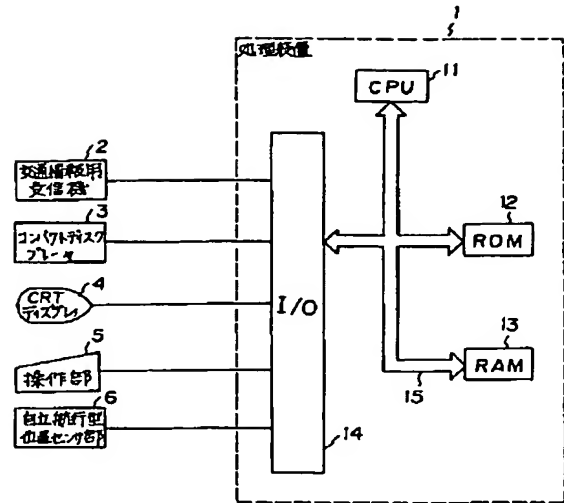 1
処理装置
11
CPU
2
交通情報用
受信機
3
コンパクトディスク
プレーヤ
12
ROM
4
CRT
ディスプレイ
I/O
5
操作部
13
RAM
15
6
自立航行型
位置センサ部
14